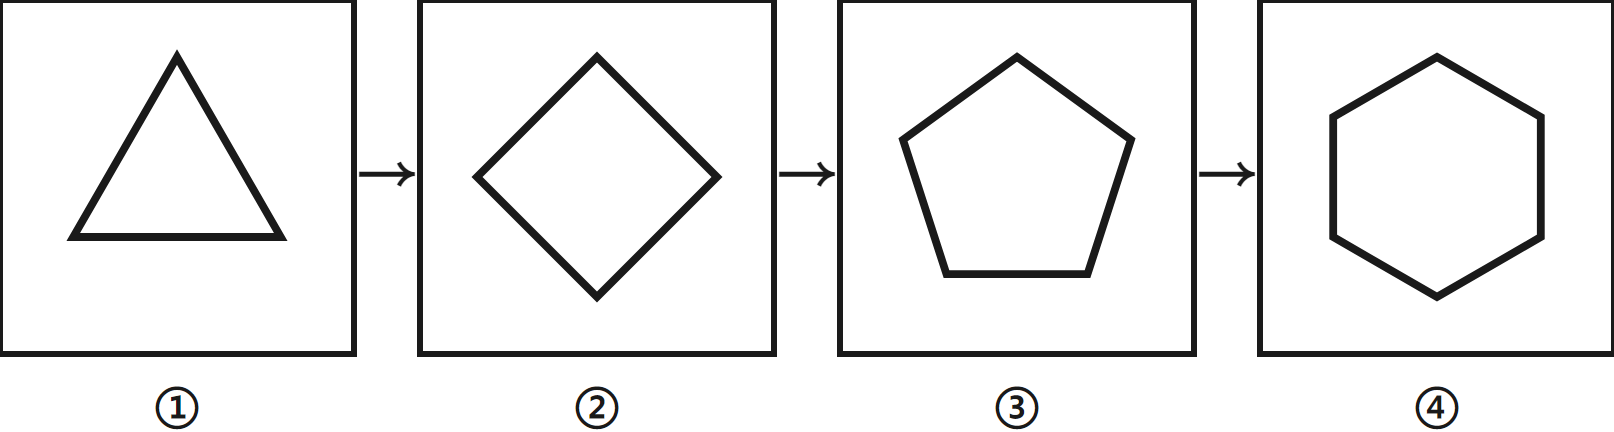 ① ② ③ ④